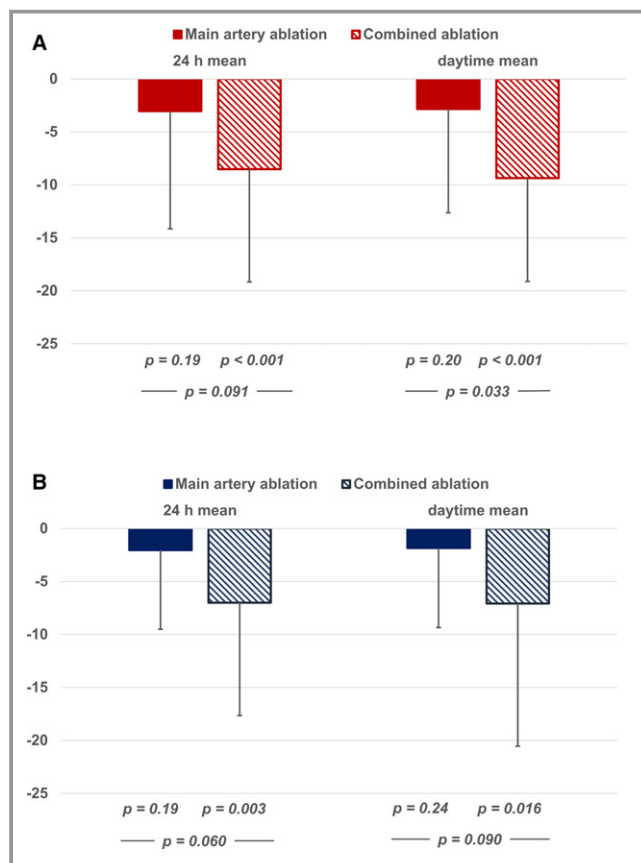 A
Main artery ablation Combined ablation
24 h mean daytime mean
0
-5
-10
-15
-20
-25
p = 0.19 p < 0.001 p = 0.20 p < 0.001
p = 0.091 p = 0.033
B
Main artery ablation Combined ablation
24 h mean daytime mean
0
-5
-10
-15
-20
-25
p = 0.19 p = 0.003 p = 0.24 p = 0.016
p = 0.060 p = 0.090